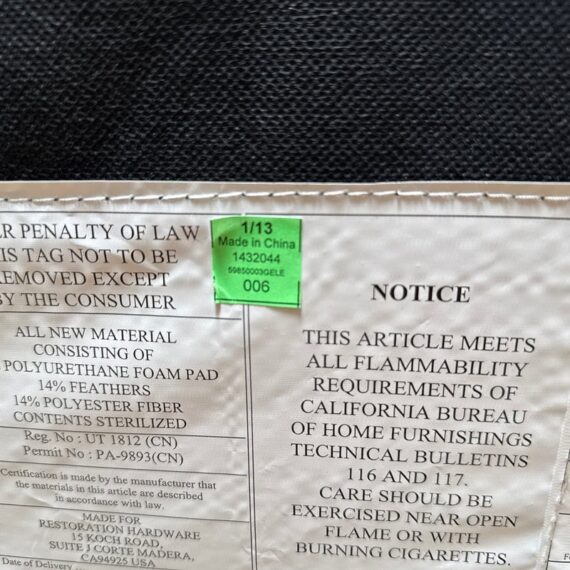 ER PENALTY OF LAW
IS TAG NOT TO BE
REMOVED EXCEPT
BY THE CONSUMER
ALL NEW MATERIAL
CONSISTING OF
POLYURETHANE FOAM PAD
14% FEATHERS
14% POLYESTER FIBER
CONTENTS STERILIZED
Reg. No : UT 1812 (CN)
Permit No : PA-9893(CN)
Certification is made by the manufacturer that
the materials in this article are described
in accordance with law.
MADE FOR
RESTORATION HARDWARE
15 KOCH ROAD,
SUITE J CORTE MADERA,
CA94925 USA
Date of Delivery
1/13
Made in China
1432044
59850003GELE
006
NOTICE
THIS ARTICLE MEETS
ALL FLAMMABILITY
REQUIREMENTS OF
CALIFORNIA BUREAU
OF HOME FURNISHINGS
TECHNICAL BULLETINS
116 AND 117.
CARE SHOULD BE
EXERCISED NEAR OPEN
FLAME OR WITH
BURNING CIGARETTES.